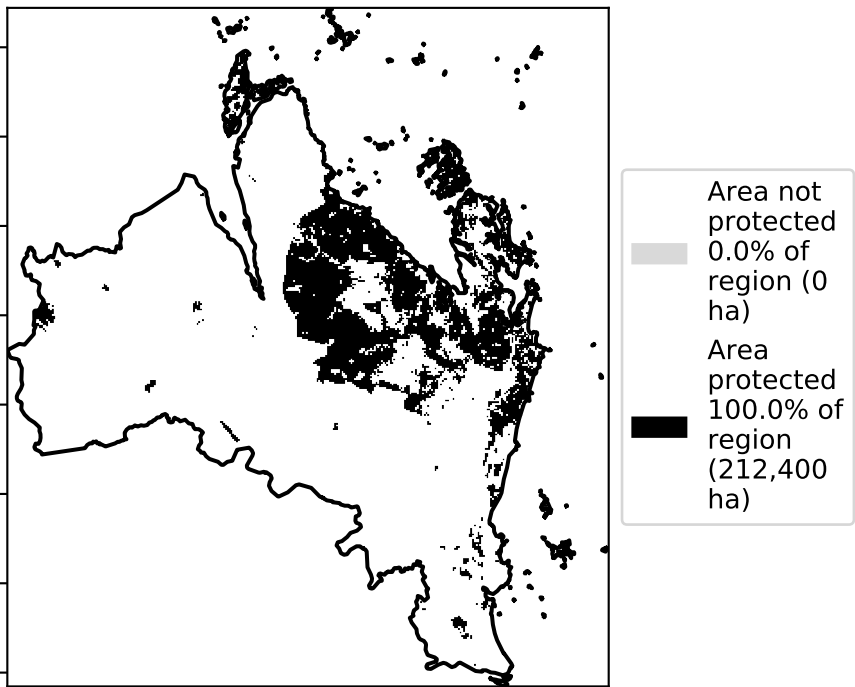 Area not
protected
0.0% of
region (0
ha)
Area
protected
100.0% of
region
(212,400
ha)